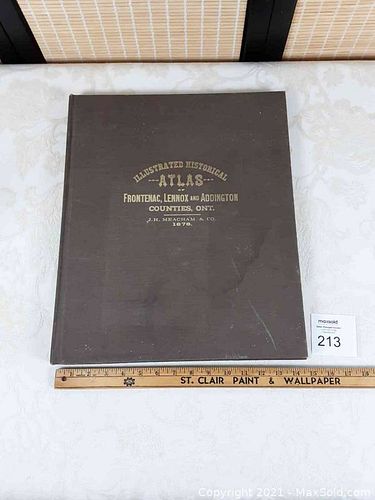 ILLUSTRATED HISTORICAL
ATLAS
OF
FRONTENAC, LENNOX AND ADDINGTON
COUNTIES, ONT.
J.H. MEACHAM & CO.
1878.
maxsold
213
ST. CLAIR PAINT & WALLPAPER
Copyright 2021 - MaxSold.com